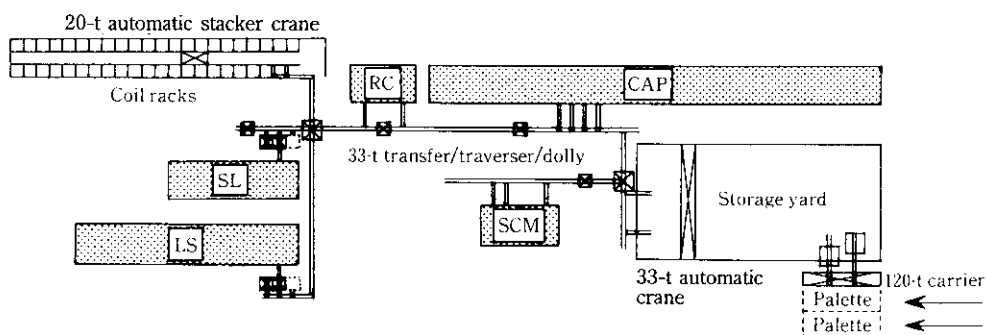 20-t automatic stacker crane
Coil racks
RC
CAP
33-t transfer/traverser/dolly
SL
SCM
Storage yard
LS
33-t automatic
crane
120-t carrier
Palette
Palette